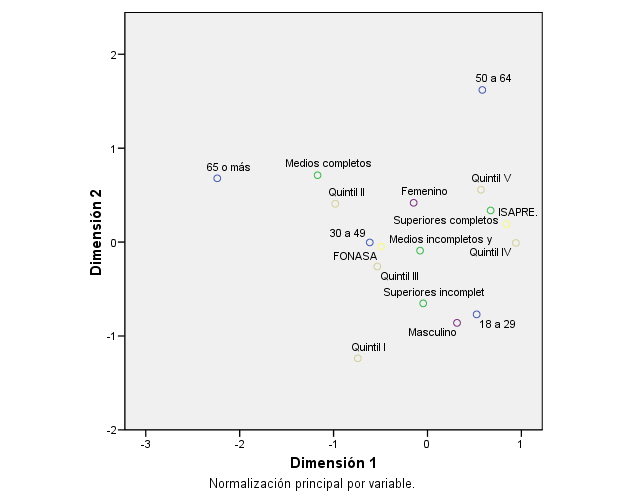 2
50 a 64
1
65 o más
Medios completos
Quintil II
Femenino
Quintil V
ISAPRE.
Superiores completos
30 a 49
Medios incompletos y
0
FONASA
Quintil IV
Quintil III
Superiores incomplet
-1
Masculino
18 a 29
Quintil I
-2
Dimensión 2
-3
-2
-1
0
1
Dimensión 1
Normalización principal por variable.